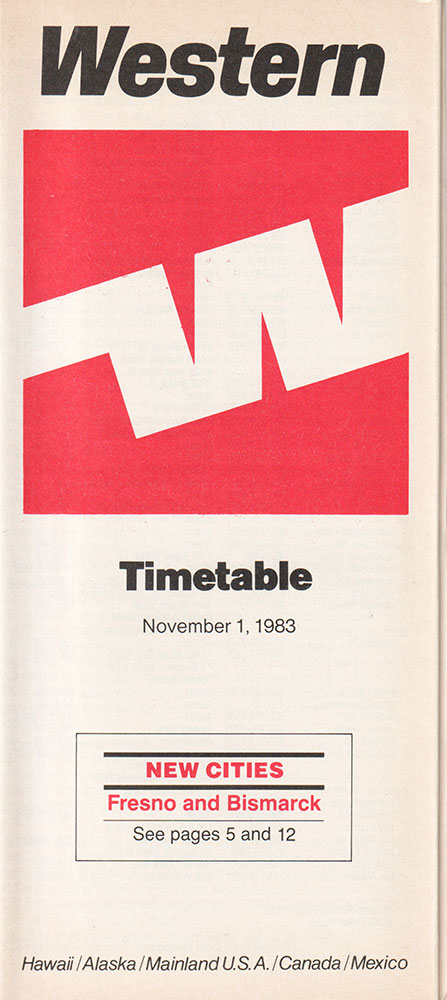 Western
Timetable
November 1, 1983
NEW CITIES
Fresno and Bismarck
See pages 5 and 12
Hawaii/Alaska/Mainland U.S.A./Canada/Mexico